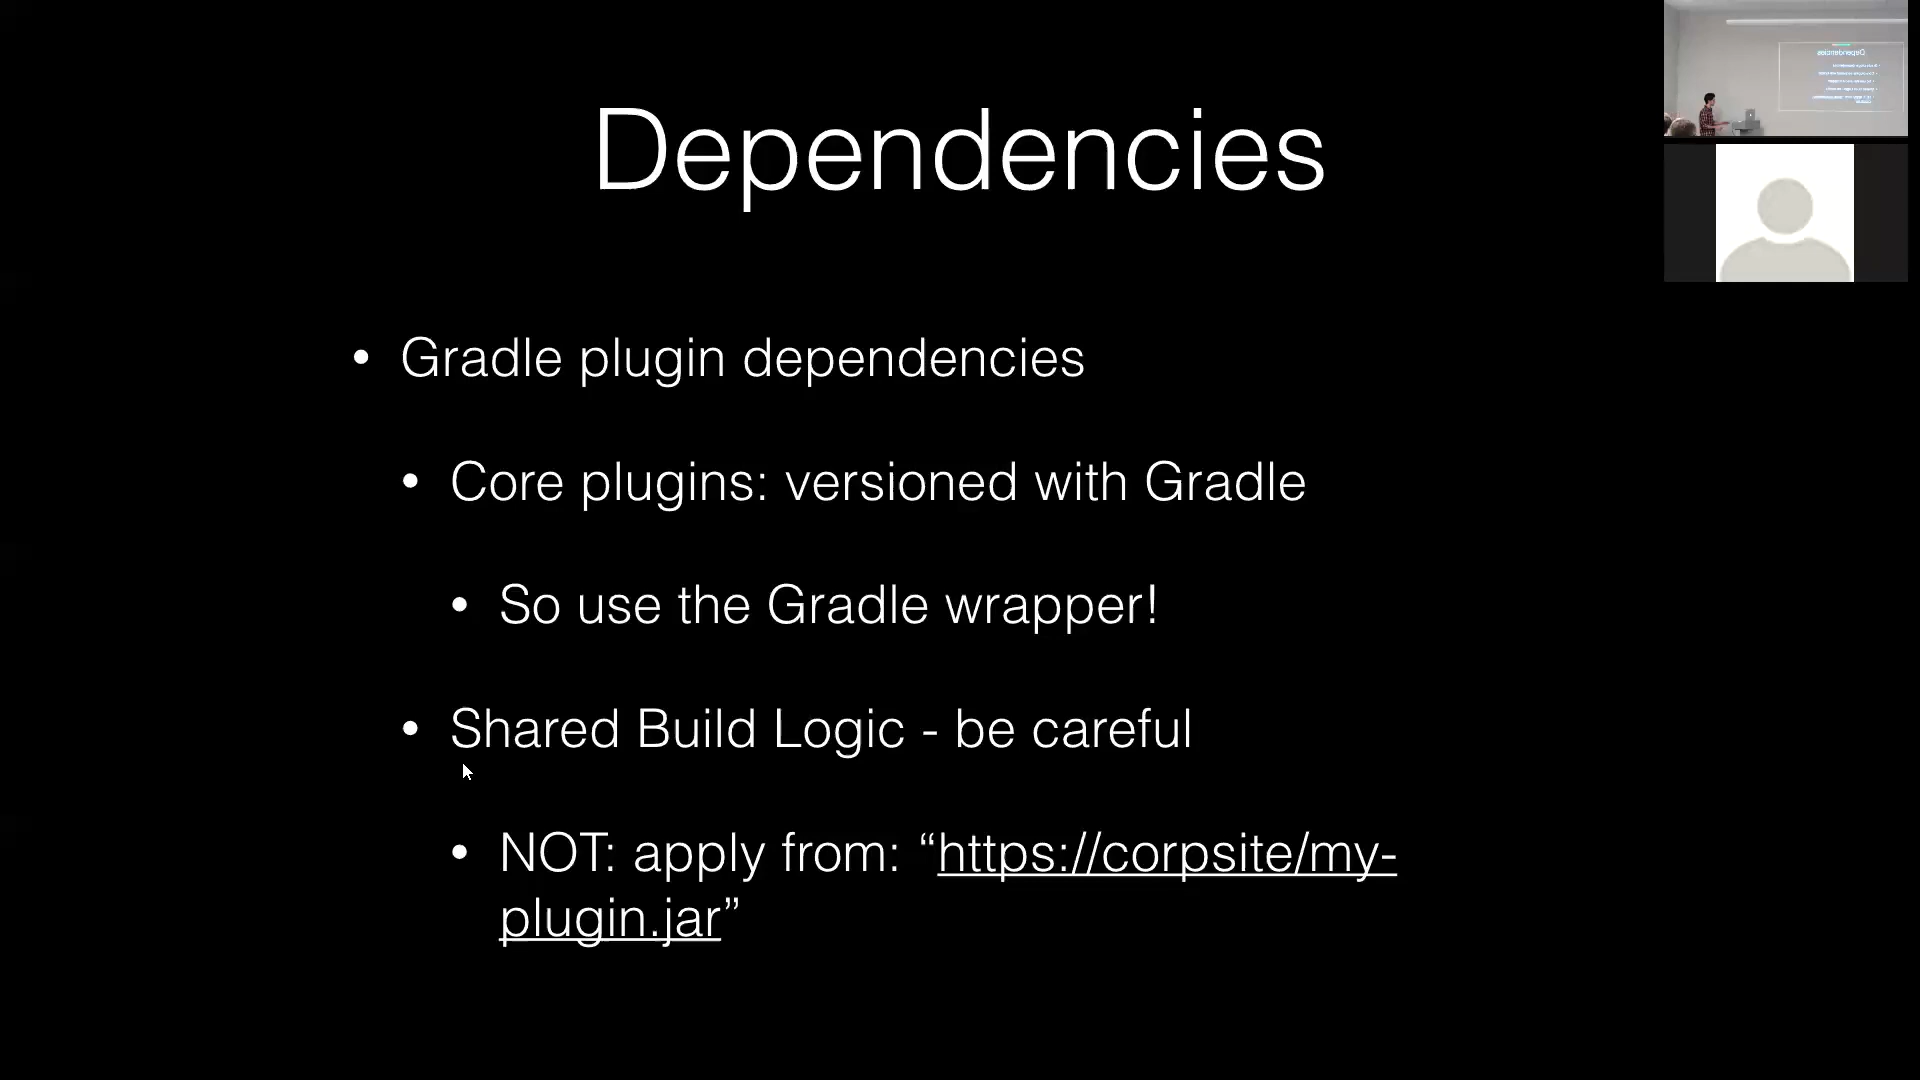 Dependencies
• Gradle plugin dependencies
• Core plugins: versioned with Gradle
• So use the Gradle wrapper!
• Shared Build Logic - be careful
• NOT: apply from: “https://corpsite/my-
plugin.jar”
Dependencies